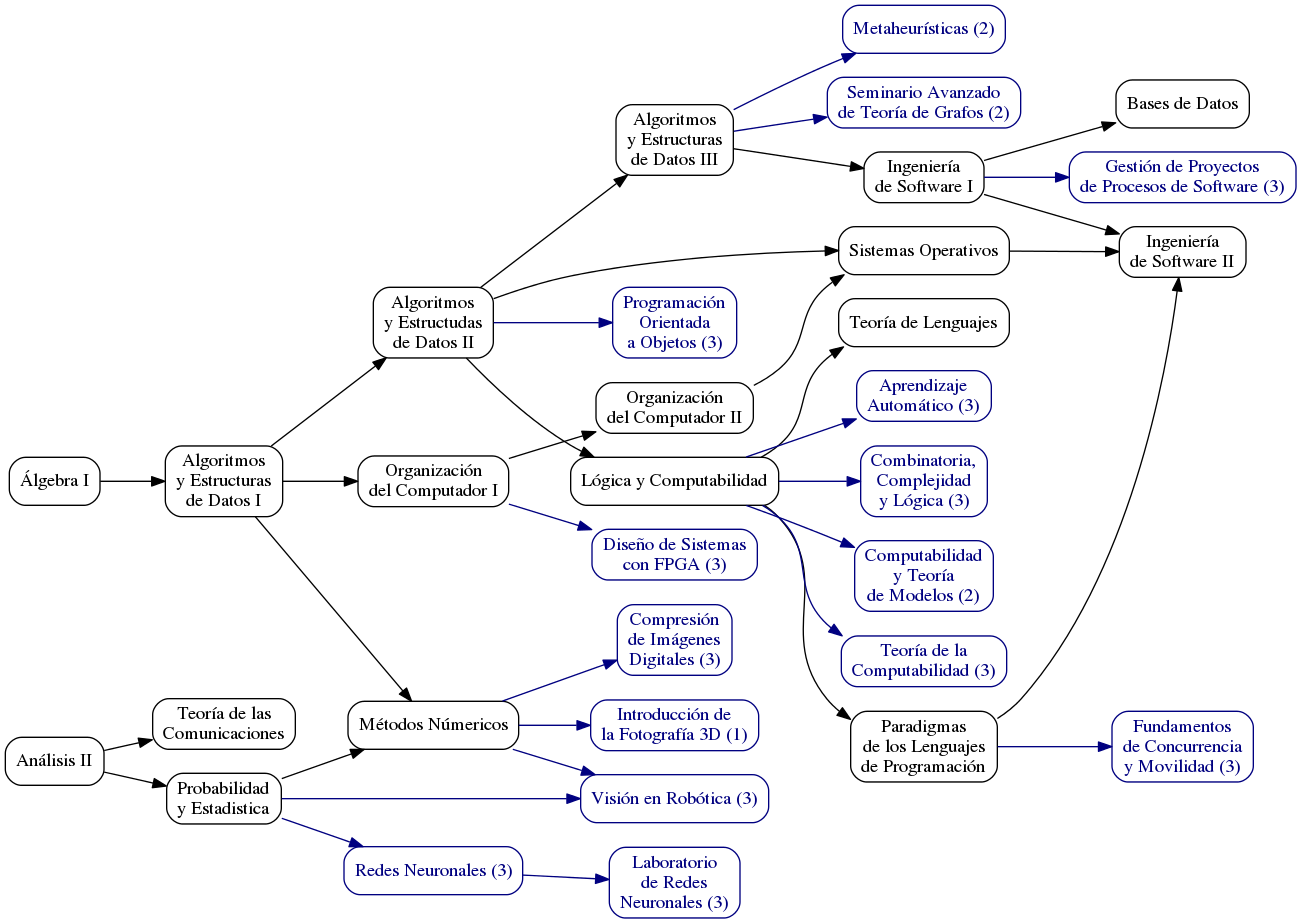 Metaheurísticas (2)
Seminario Avanzado
de Teoría de Grafos (2)
Bases de Datos
Algoritmos
y Estructuras
de Datos III
Ingeniería
de Software I
Gestión de Proyectos
de Procesos de Software (3)
Sistemas Operativos
Ingeniería
de Software II
Algoritmos
y Estructudas
de Datos II
Programación
Orientada
a Objetos (3)
Teoría de Lenguajes
Organización
del Computador II
Aprendizaje
Automático (3)
Álgebra I
Algoritmos
y Estructuras
de Datos I
Organización
del Computador I
Lógica y Computabilidad
Combinatoria,
Complejidad
y Lógica (3)
Diseño de Sistemas
con FPGA (3)
Computabilidad
y Teoría
de Modelos (2)
Compresión
de Imágenes
Digitales (3)
Teoría de la
Computabilidad (3)
Teoría de las
Comunicaciones
Métodos Númericos
Introducción de
la Fotografía 3D (1)
Paradigmas
de los Lenguajes
de Programación
Fundamentos
de Concurrencia
y Movilidad (3)
Análisis II
Probabilidad
y Estadistica
Visión en Robótica (3)
Redes Neuronales (3)
Laboratorio
de Redes
Neuronales (3)